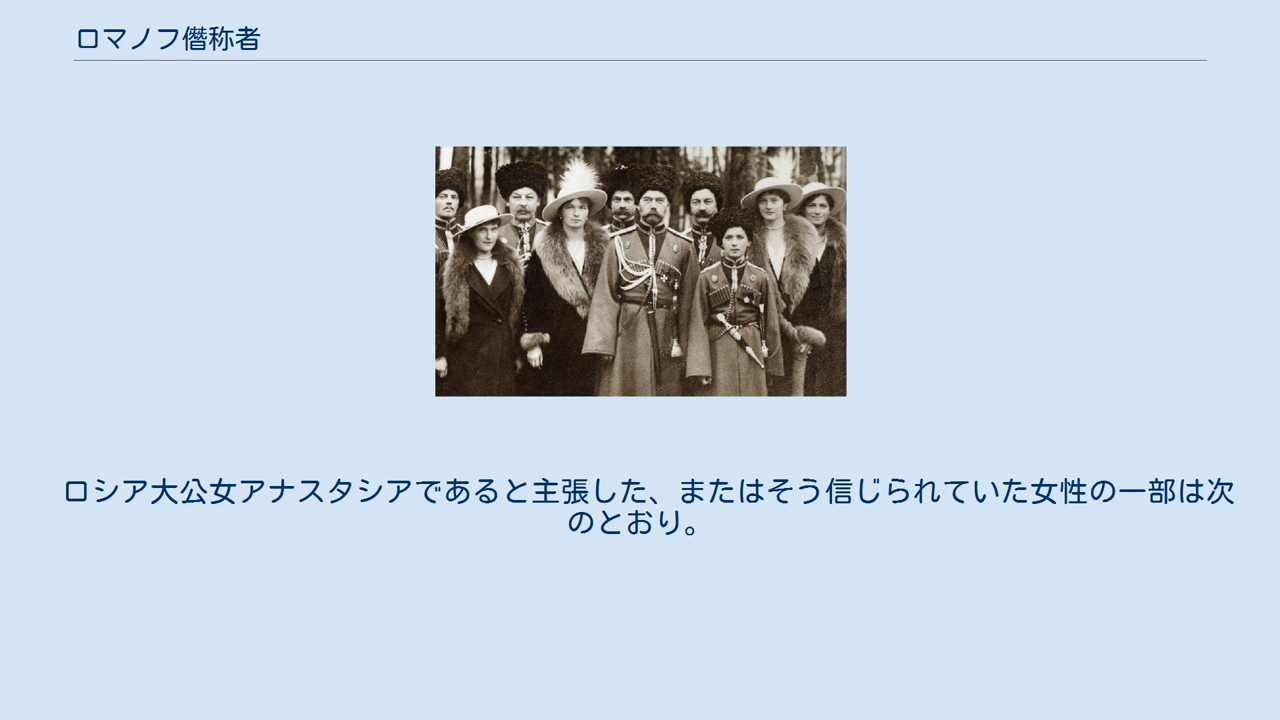 ロマノフ僭称者
ロシア大公女アナスタシアであると主張した、またはそう信じられていた女性の一部は次
のとおり。